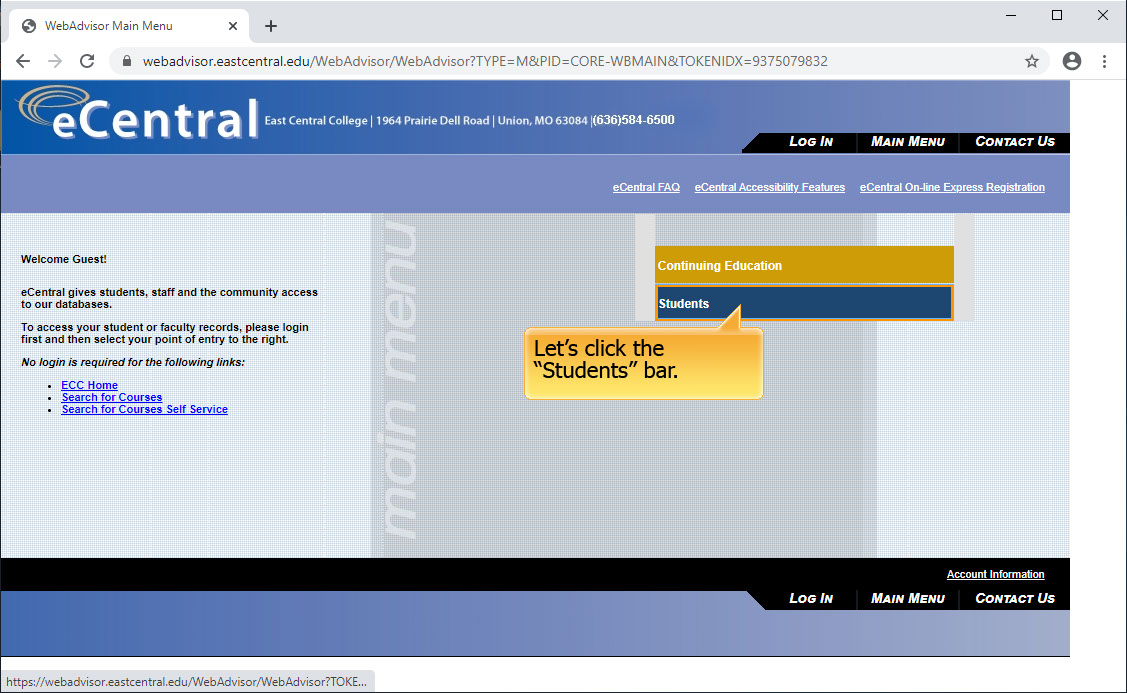 WebAdvisor Main Menu
webadvisor.eastcentral.edu/WebAdvisor/WebAdvisor?TYPE=M&PID=CORE-WBMAIN&TOKENIDX=9375079832
eCentral East Central College | 1964 Prairie Dell Road | Union, MO 63084 |(636)584-6500
LOG IN MAIN MENU CONTACT US
eCentral FAQ eCentral Accessibility Features eCentral On-line Express Registration
main menu
Welcome Guest!
eCentral gives students, staff and the community access
to our databases.
To access your student or faculty records, please login
first and then select your point of entry to the right.
No login is required for the following links:
• ECC Home
• Search for Courses
• Search for Courses Self Service
Continuing Education
Students
Let’s click the
“Students” bar.
Account Information
LOG IN MAIN MENU CONTACT US
https://webadvisor.eastcentral.edu/WebAdvisor/WebAdvisor?TOKE...